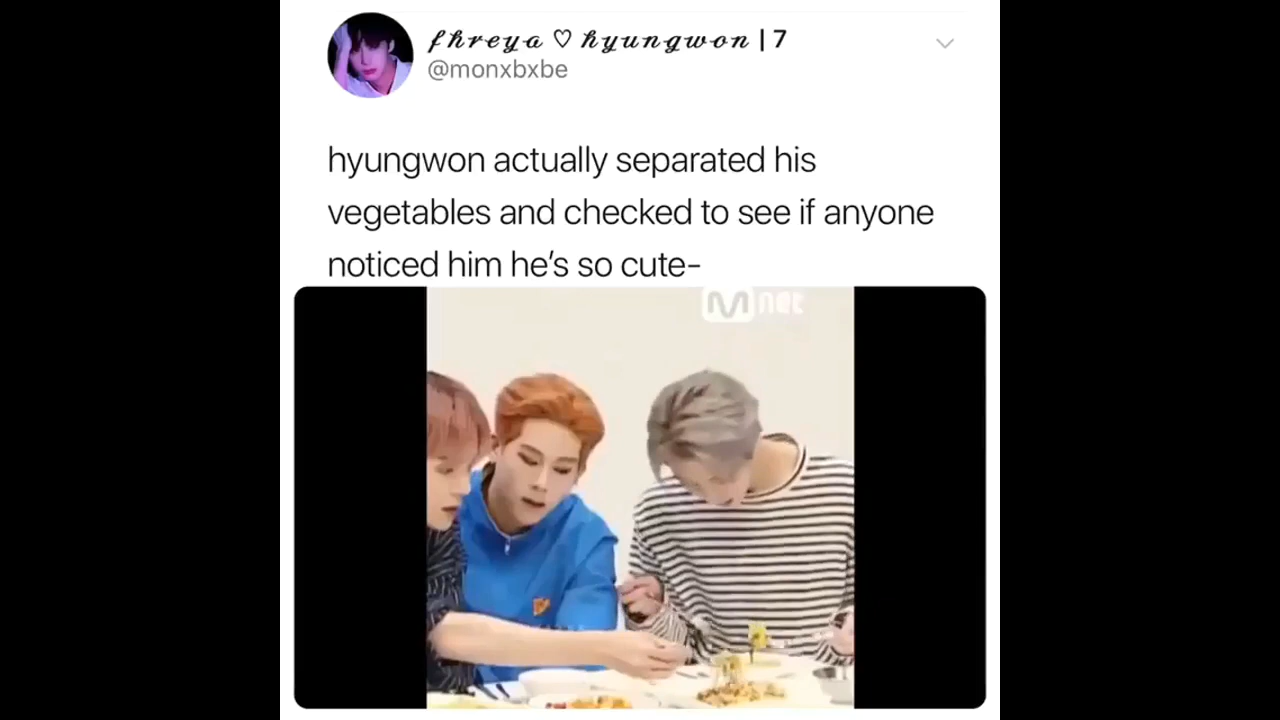 𝒻𝒽𝓇ℯ𝓎𝒶 ♡ 𝒽𝓎𝓊𝓃ℊ𝓌ℴ𝓃 | 7
@monxbxbe
hyungwon actually separated his
vegetables and checked to see if anyone
noticed him he's so cute-
Mnet